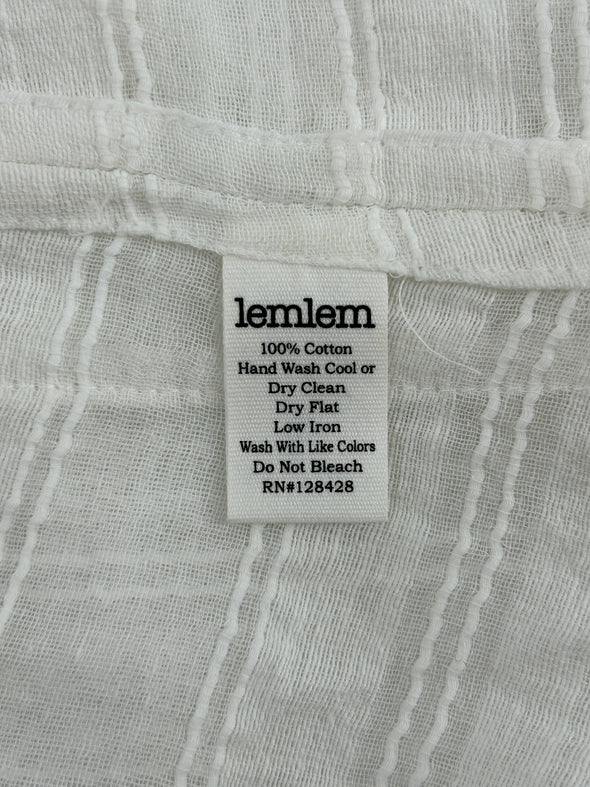 lemlem
100% Cotton
Hand Wash Cool or
Dry Clean
Dry Flat
Low Iron
Wash With Like Colors
Do Not Bleach
RN#128428